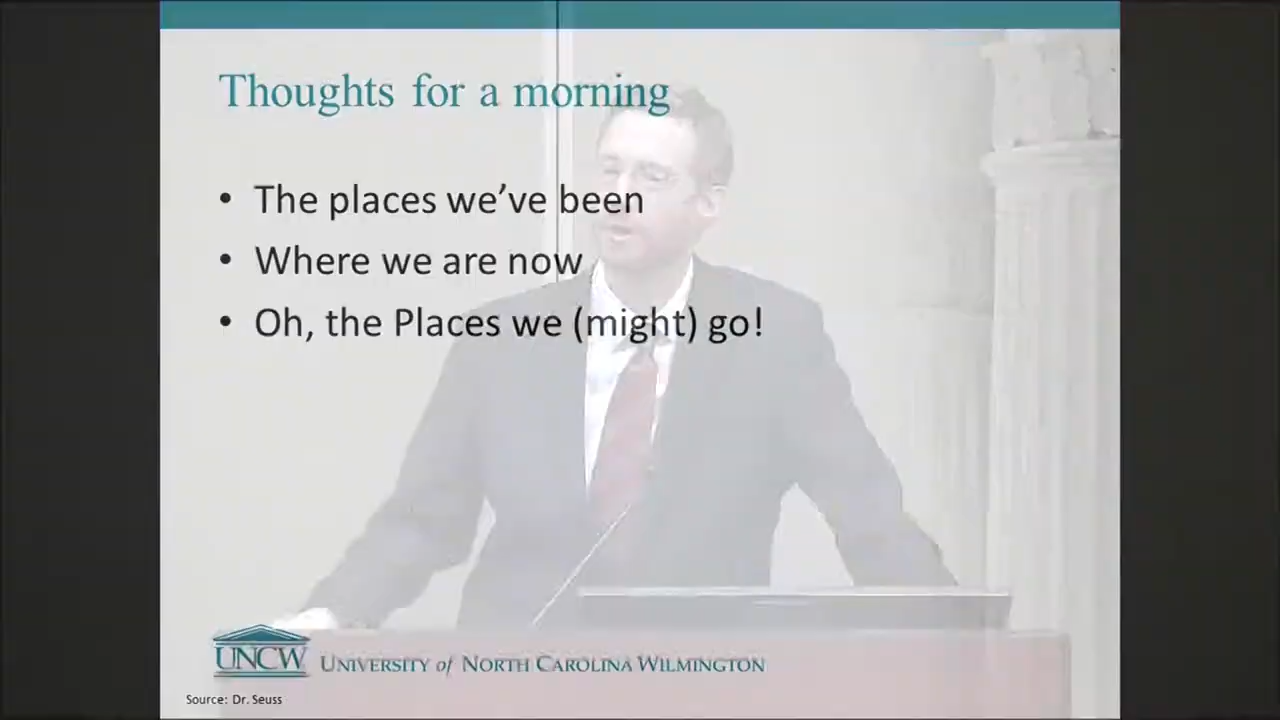 Thoughts for a morning
• The places we’ve been
• Where we are now
• Oh, the Places we (might) go!
UNCW UNIVERSITY of NORTH CAROLINA WILMINGTON
Source: Dr. Seuss